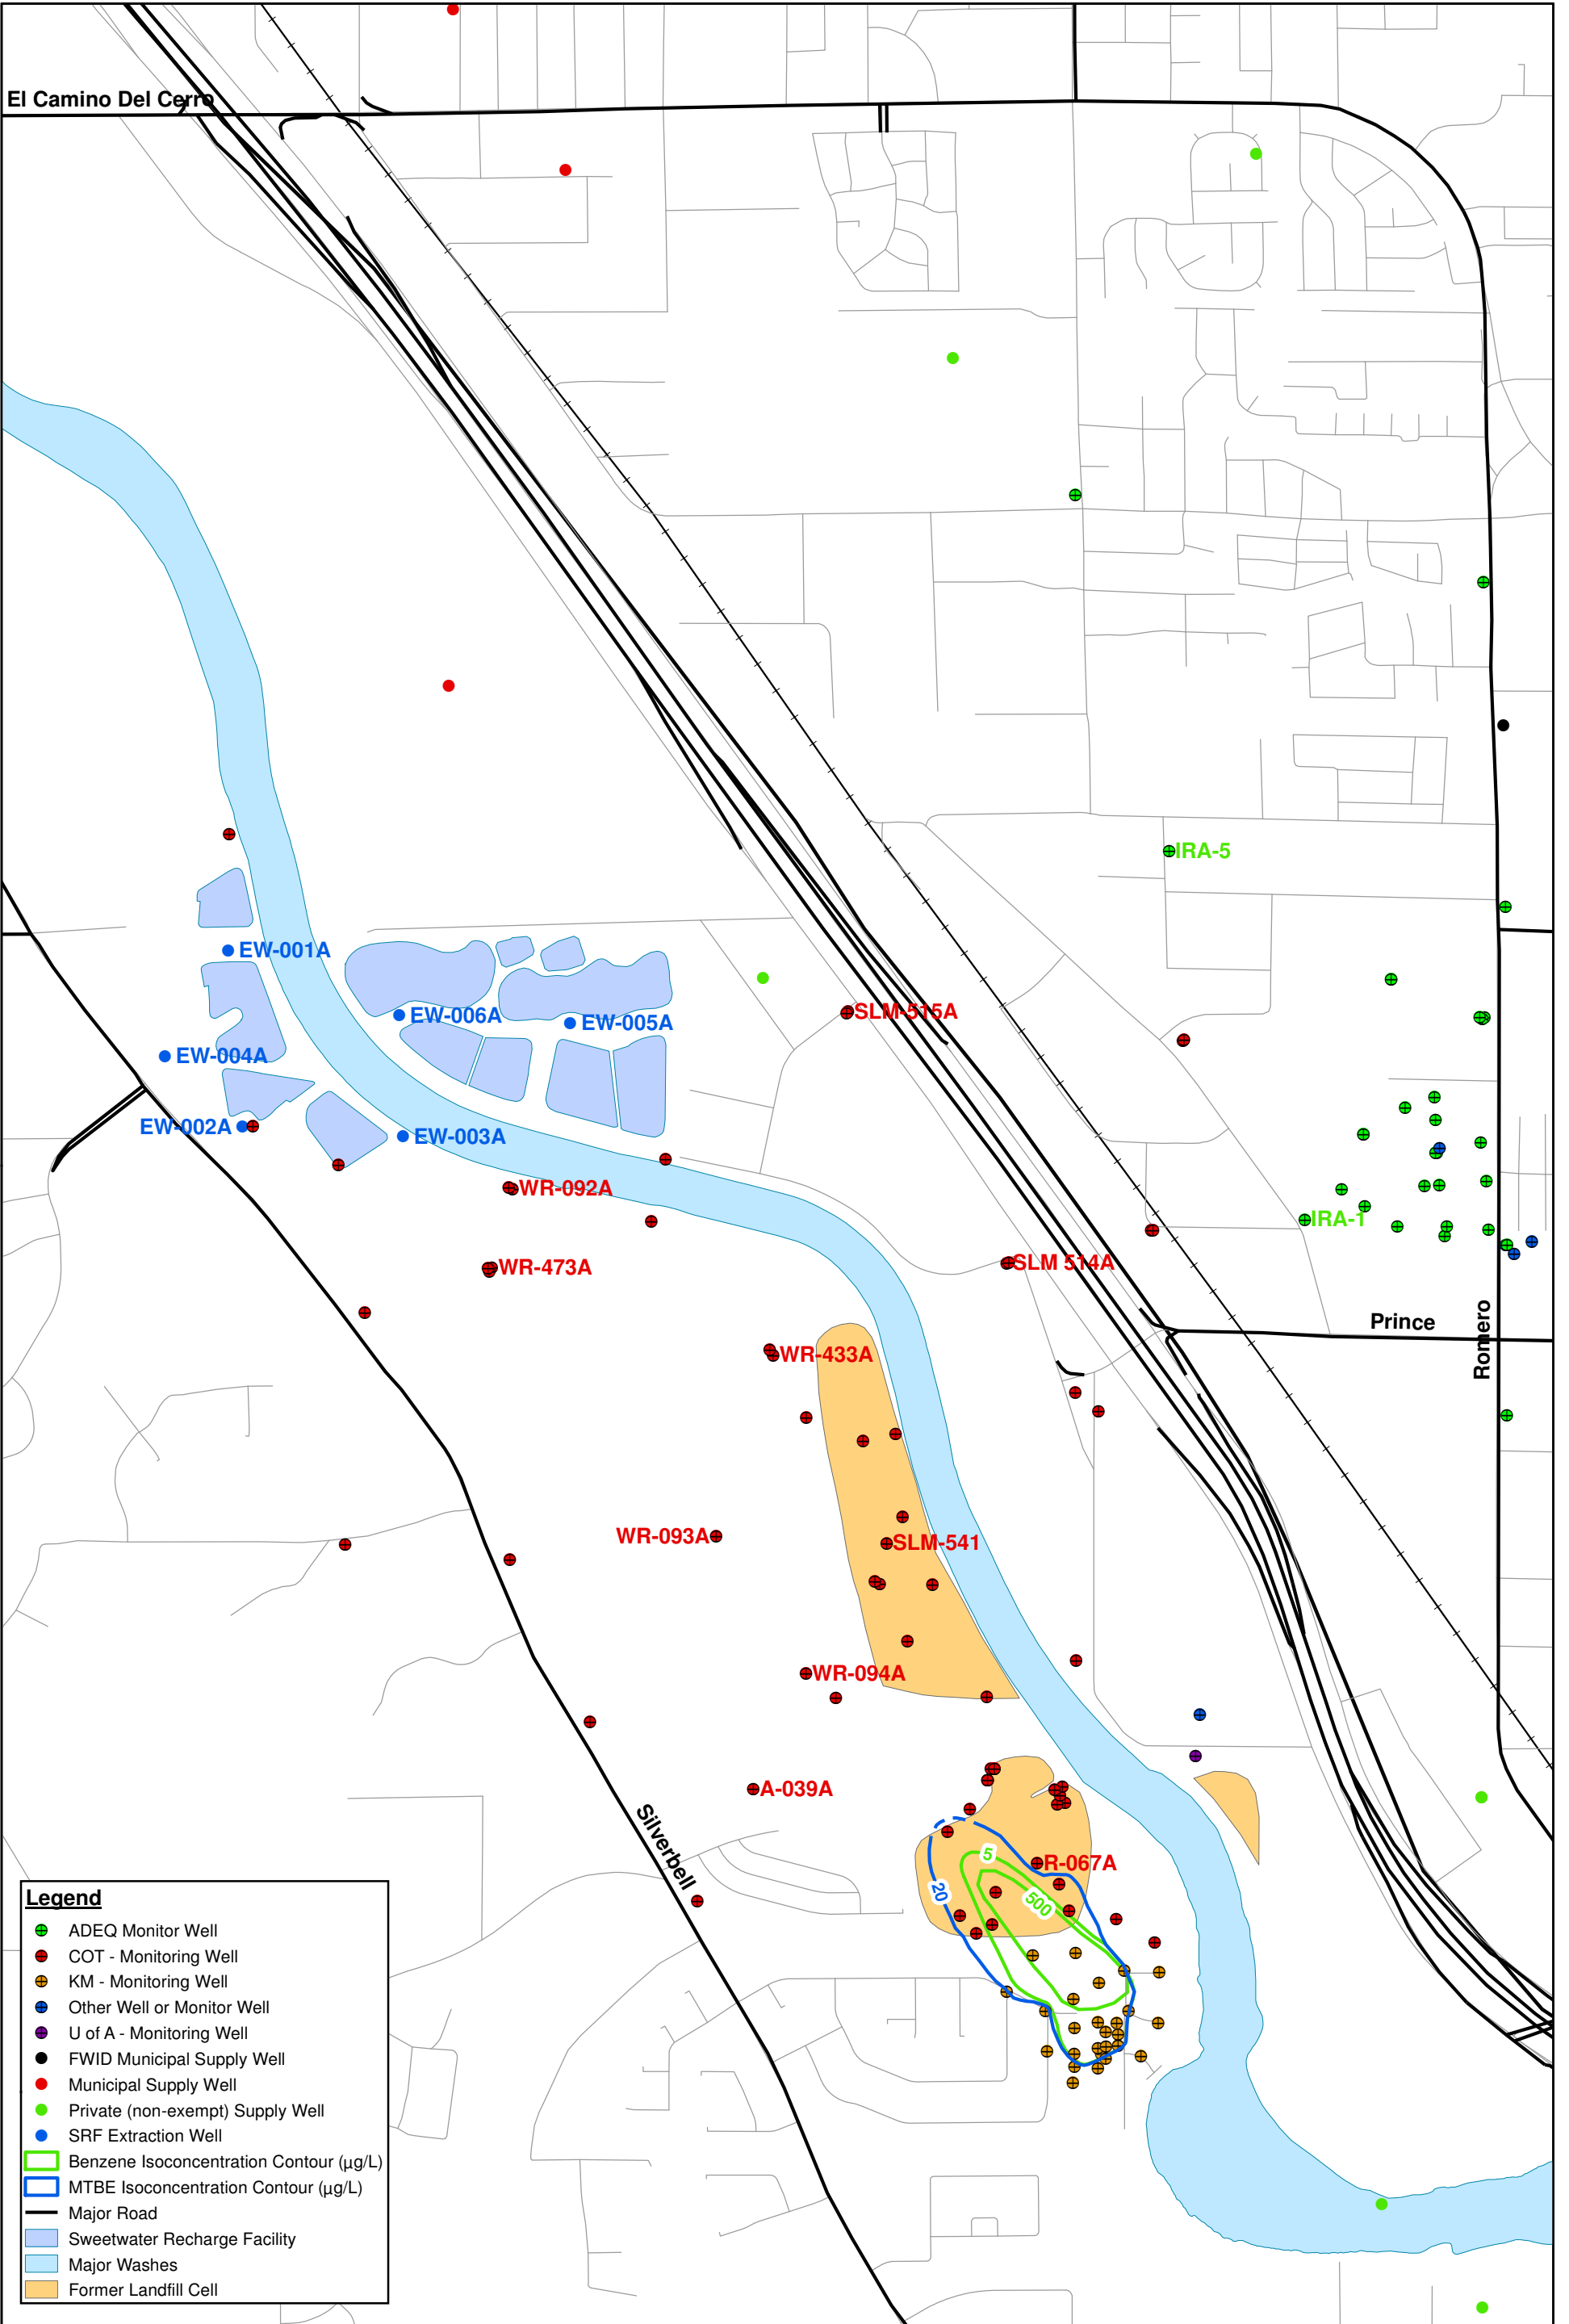 El Camino Del Cerro
IRA-5
EW-001A
SLM-515A
EW-006A
EW-005A
EW-004A
EW-002A
EW-003A
WR-092A
IRA-1
SLM 514A
WR-473A
Prince
Romero
WR-433A
WR-093A
SLM-541
WR-094A
A-039A
Silverbell
5
R-067A
20
500
Legend
ADEQ Monitor Well
COT - Monitoring Well
KM - Monitoring Well
Other Well or Monitor Well
U of A - Monitoring Well
FWID Municipal Supply Well
Municipal Supply Well
Private (non-exempt) Supply Well
SRF Extraction Well
Benzene Isoconcentration Contour (µg/L)
MTBE Isoconcentration Contour (µg/L)
Major Road
Sweetwater Recharge Facility
Major Washes
Former Landfill Cell